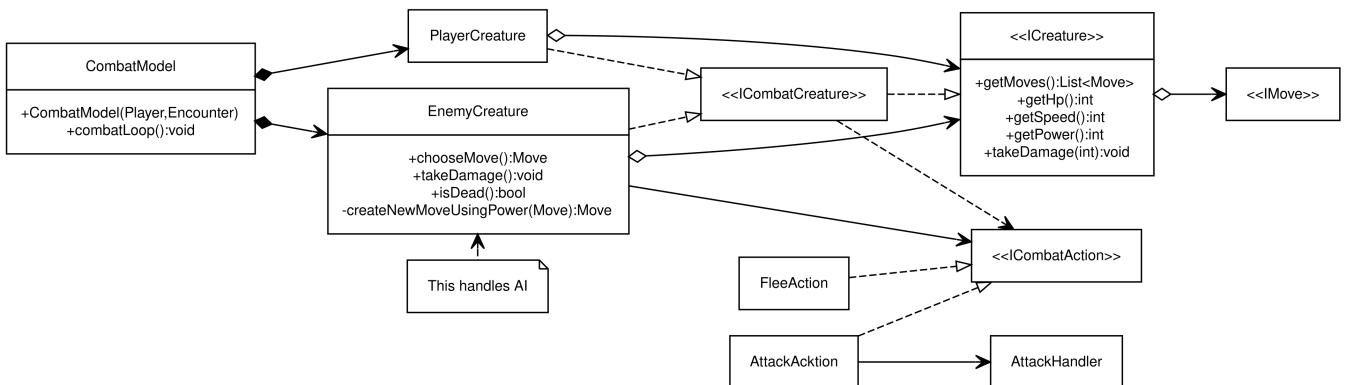 CombatModel
+CombatModel(Player,Encounter)
+combatLoop():void
PlayerCreature
EnemyCreature
+chooseMove():Move
+takeDamage():void
+isDead():bool
-createNewMoveUsingPower(Move):Move
This handles AI
<<ICombatCreature>>
<<ICreature>>
+getMoves():List<Move>
+getHp():int
+getSpeed():int
+getPower():int
+takeDamage(int):void
<<IMove>>
<<ICombatAction>>
FleeAction
AttackAcktion
AttackHandler